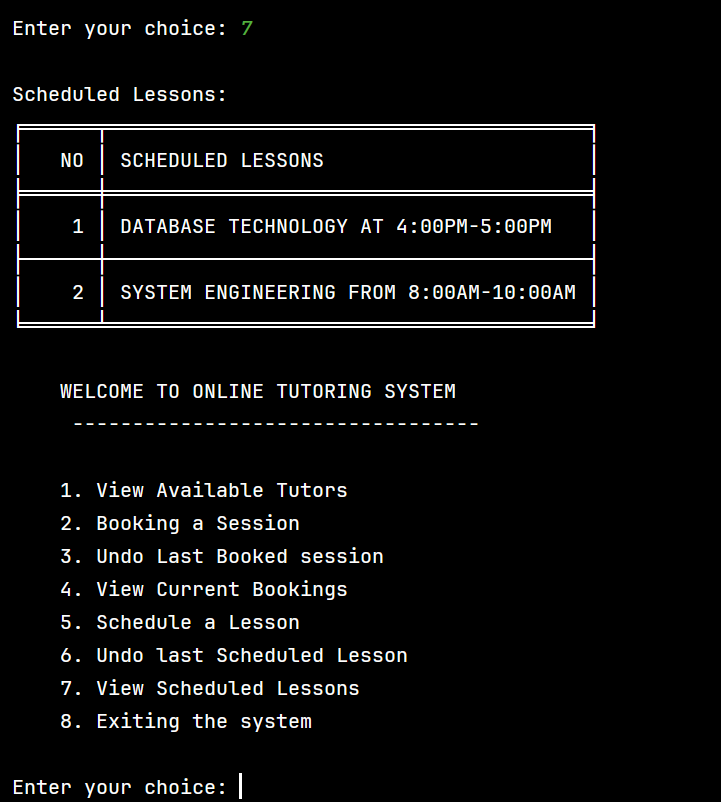 Enter your choice: 7
Scheduled Lessons:
NO SCHEDULED LESSONS
1 DATABASE TECHNOLOGY AT 4:00PM-5:00PM
2 SYSTEM ENGINEERING FROM 8:00AM-10:00AM
WELCOME TO ONLINE TUTORING SYSTEM
----------------------------------
1. View Available Tutors
2. Booking a Session
3. Undo Last Booked session
4. View Current Bookings
5. Schedule a Lesson
6. Undo last Scheduled Lesson
7. View Scheduled Lessons
8. Exiting the system
Enter your choice: